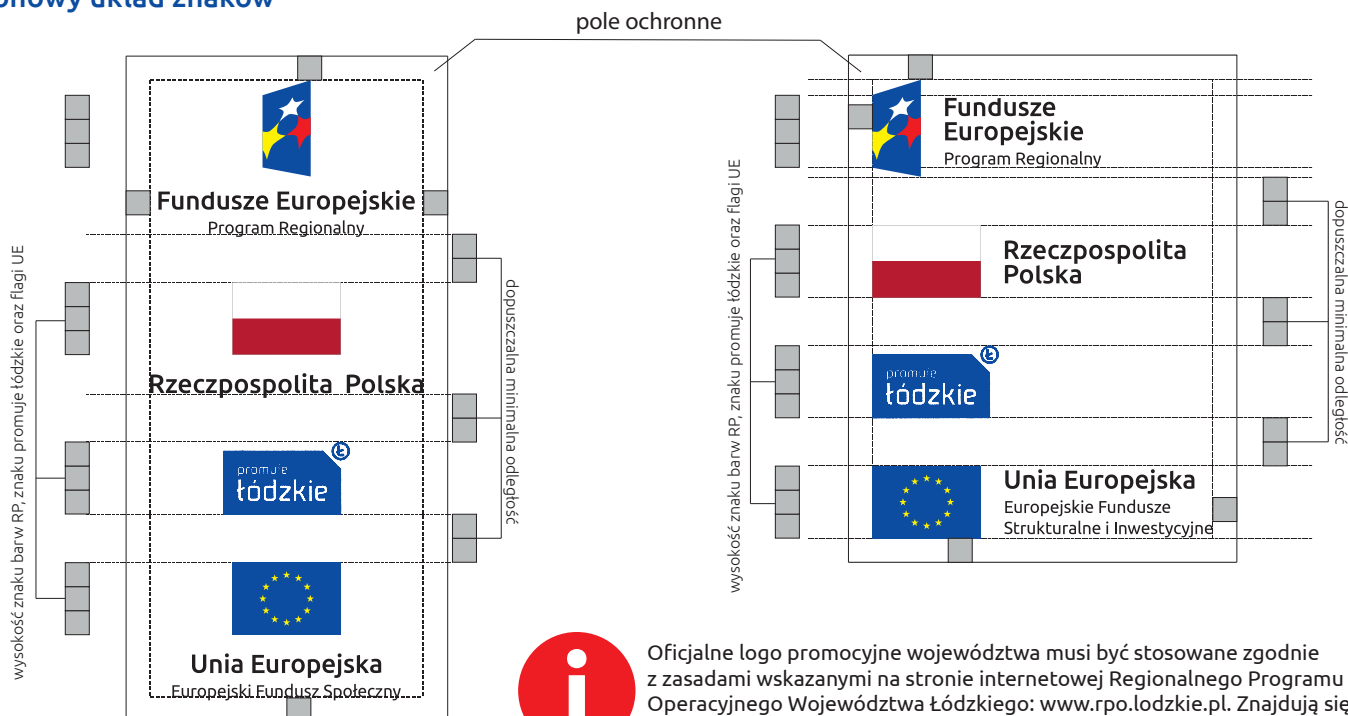 układ znaków
pole ochronne
Fundusze Europejskie
Program Regionalny
Rzeczpospolita Polska
promuje
łódzkie
Ł
Unia Europejska
Europejski Fundusz Społeczny
wysokość znaku barw RP, znaku promuje łódzkie oraz flagi UE
dopuszczalna minimalna odległość
Fundusze
Europejskie
Program Regionalny
Rzeczpospolita
Polska
promuje
łódzkie
Ł
Unia Europejska
Europejskie Fundusze
Strukturalne i Inwestycyjne
wysokość znaku barw RP, znaku promuje łódzkie oraz flagi UE
dopuszczalna minimalna odległość
i
Oficjalne logo promocyjne województwa musi być stosowane zgodnie
z zasadami wskazanymi na stronie internetowej Regionalnego Programu
Operacyjnego Województwa Łódzkiego: www.rpo.lodzkie.pl. Znajdują się